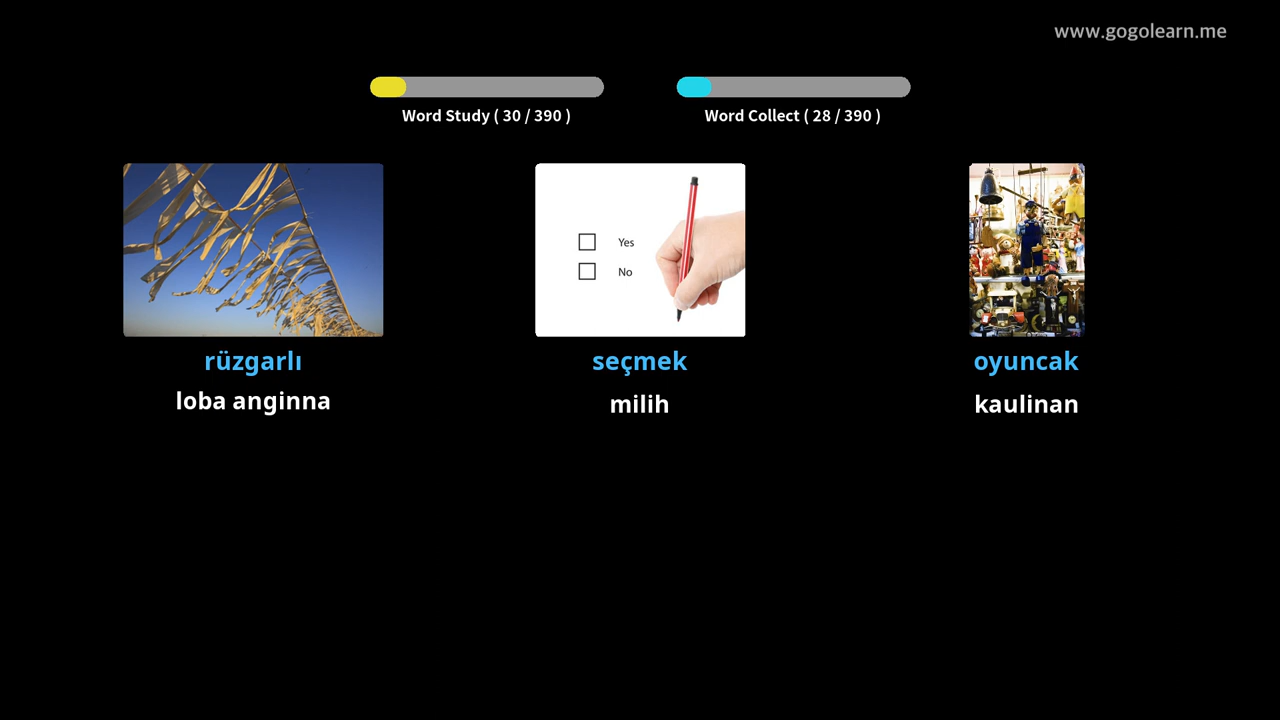 www.gogolearn.me
Word Study ( 30 / 390 )
Word Collect ( 28 / 390 )
Yes
No
rüzgarlı
loba anginna
seçmek
milih
oyuncak
kaulinan